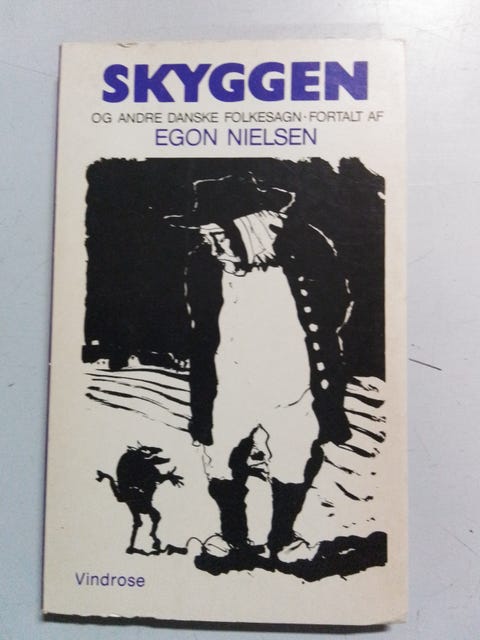 SKYGGEN
OG ANDRE DANSKE FOLKESAGN·FORTALT AF
EGON NIELSEN
Vindrose